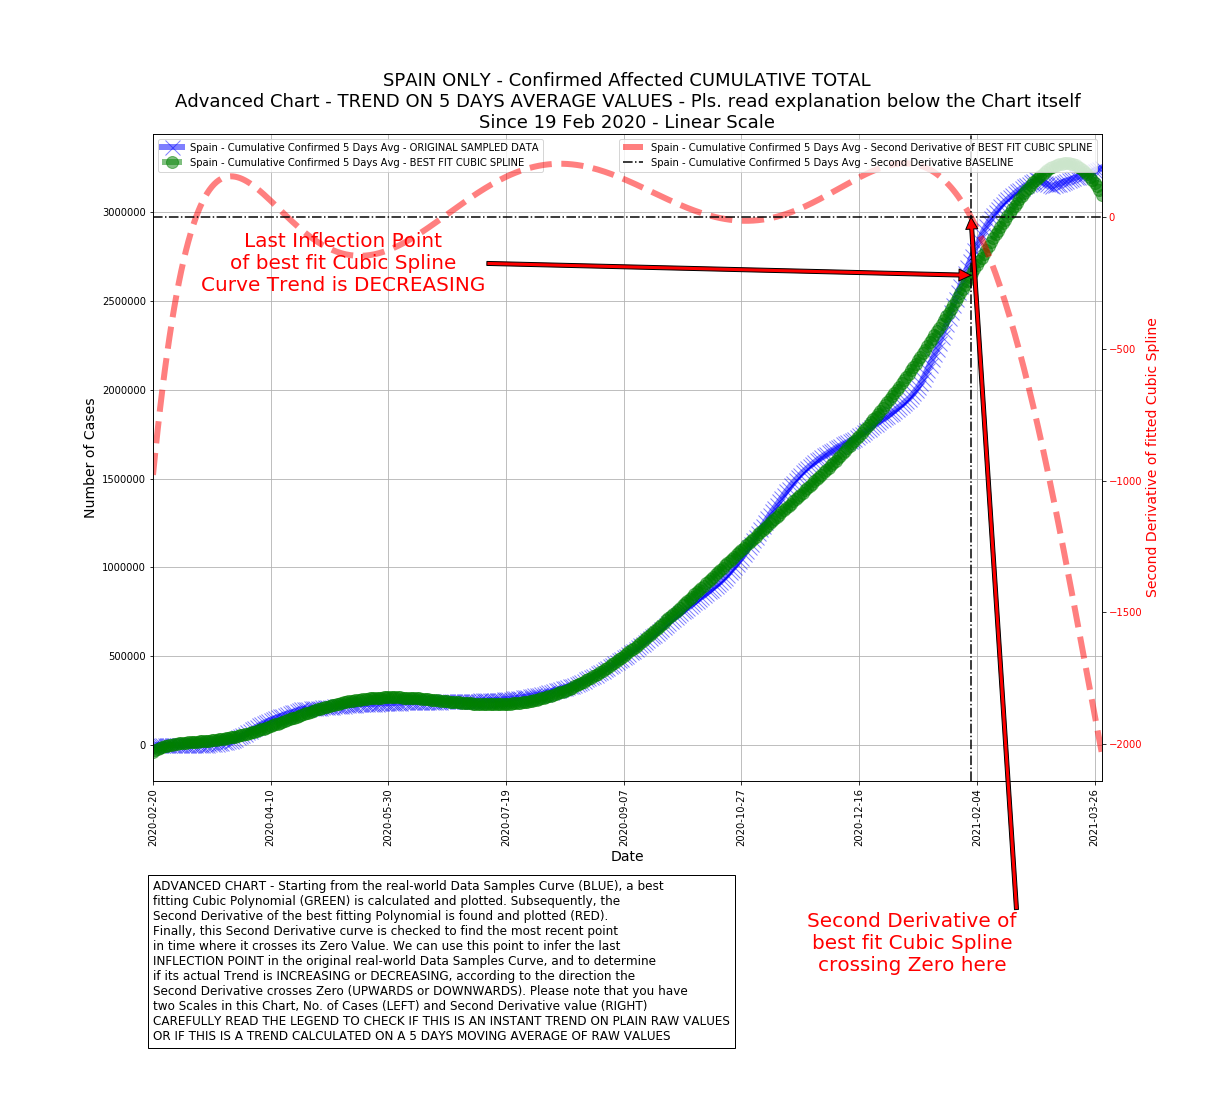 SPAIN ONLY - Confirmed Affected CUMULATIVE TOTAL
Advanced Chart - TREND ON 5 DAYS AVERAGE VALUES - Pls. read explanation below the Chart itself
Since 19 Feb 2020 - Linear Scale
Spain - Cumulative Confirmed 5 Days Avg - ORIGINAL SAMPLED DATA
Spain - Cumulative Confirmed 5 Days Avg - BEST FIT CUBIC SPLINE
Spain - Cumulative Confirmed 5 Days Avg - Second Derivative of BEST FIT CUBIC SPLINE
Spain - Cumulative Confirmed 5 Days Avg - Second Derivative BASELINE
Last Inflection Point
of best fit Cubic Spline
Curve Trend is DECREASING
Number of Cases
3000000
2500000
2000000
1500000
1000000
500000
0
0
−500
−1000
−1500
−2000
Second Derivative of fitted Cubic Spline
2020-02-20
2020-04-10
2020-05-30
2020-07-19
2020-09-07
2020-10-27
2020-12-16
2021-02-04
2021-03-26
Date
ADVANCED CHART - Starting from the real-world Data Samples Curve (BLUE), a best
fitting Cubic Polynomial (GREEN) is calculated and plotted. Subsequently, the
Second Derivative of the best fitting Polynomial is found and plotted (RED).
Finally, this Second Derivative curve is checked to find the most recent point
in time where it crosses its Zero Value. We can use this point to infer the last
INFLECTION POINT in the original real-world Data Samples Curve, and to determine
if its actual Trend is INCREASING or DECREASING, according to the direction the
Second Derivative crosses Zero (UPWARDS or DOWNWARDS). Please note that you have
two Scales in this Chart, No. of Cases (LEFT) and Second Derivative value (RIGHT)
CAREFULLY READ THE LEGEND TO CHECK IF THIS IS AN INSTANT TREND ON PLAIN RAW VALUES
OR IF THIS IS A TREND CALCULATED ON A 5 DAYS MOVING AVERAGE OF RAW VALUES
Second Derivative of
best fit Cubic Spline
crossing Zero here